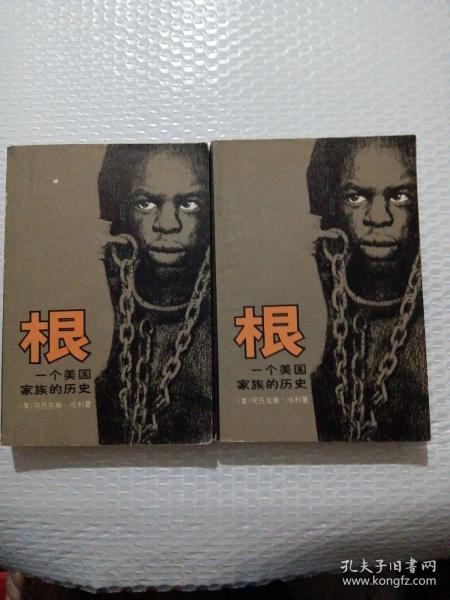 根
一个美国
家族的历史
(美)阿历克斯·哈利著
根
一个美国
家族的历史
(美)阿历克斯·哈利著
孔夫子旧书网
www.kongfz.com